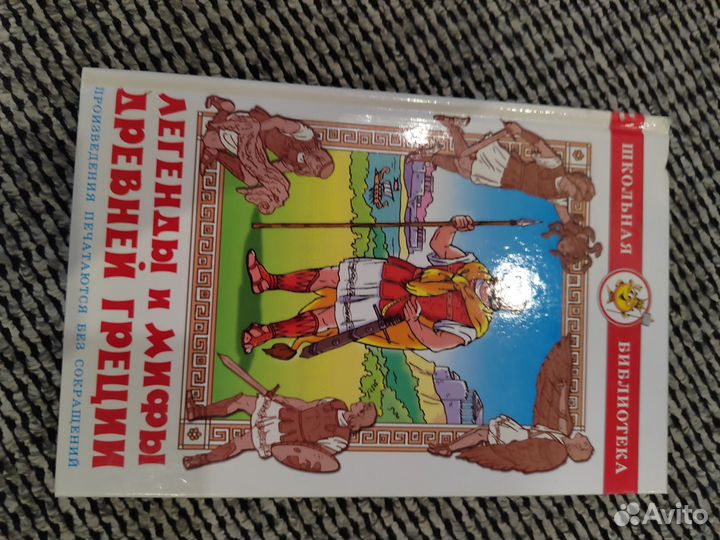 ШКОЛЬНАЯ БИБЛИОТЕКА
ЛЕГЕНДЫ И МИФЫ
ДРЕВНЕЙ ГРЕЦИИ
ПРОИЗВЕДЕНИЯ ПЕЧАТАЮТСЯ БЕЗ СОКРАЩЕНИЙ
Avito